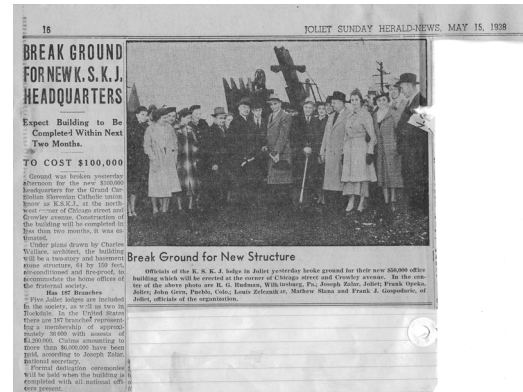 16
JOLIET SUNDAY HERALD-NEWS, MAY 15, 1938
BREAK GROUND
FOR NEW K. S. K. J.
HEADQUARTERS
Expect Building to Be
Completed Within Next
Two Months.
TO COST $100,000
Ground was broken yesterday
afternoon for the new $100,000
headquarters for the Grand Car-
niolian Slovenian Catholic union,
know as K.S.K.J., at the north-
west corner of Chicago street and
Crowley avenue. Construction of
the building will be completed in
less than two months, it was es-
timated.
Under plans drawn by Charles
Wallace, architect, the building
will be a two-story and basement
stone structure, 64 by 150 feet,
air-conditioned and fire-proof, to
accommodate the home offices of
the fraternal society.
Has 187 Branches
Five Joliet lodges are included
in the society, as well as two in
Rockdale. In the United States
there are 187 branches represent-
ing a membership of approxi-
mately 36 000 with assets of
$4,200,000. Claims amounting to
more than $6,000,000 have been
paid, according to Joseph Zalar,
national secretary.
Formal dedication ceremonies
will be held when the building is
completed with all national offi-
cers present.
Break Ground for New Structure
Officials of the K. S. K. J. lodge in Joliet yesterday broke ground for their new $50,000 office
building which will be erected at the corner of Chicago street and Crowley avenue. In the cen-
ter of the above photo are R. G. Rudman, Wilkinsburg, Pa.; Joseph Zalar, Joliet; Frank Opeka,
Joliet; John Germ, Pueblo, Colo.; Louis Zeleznikar, Mathew Slana and Frank J. Gospodaric, of
Joliet, officials of the organization.